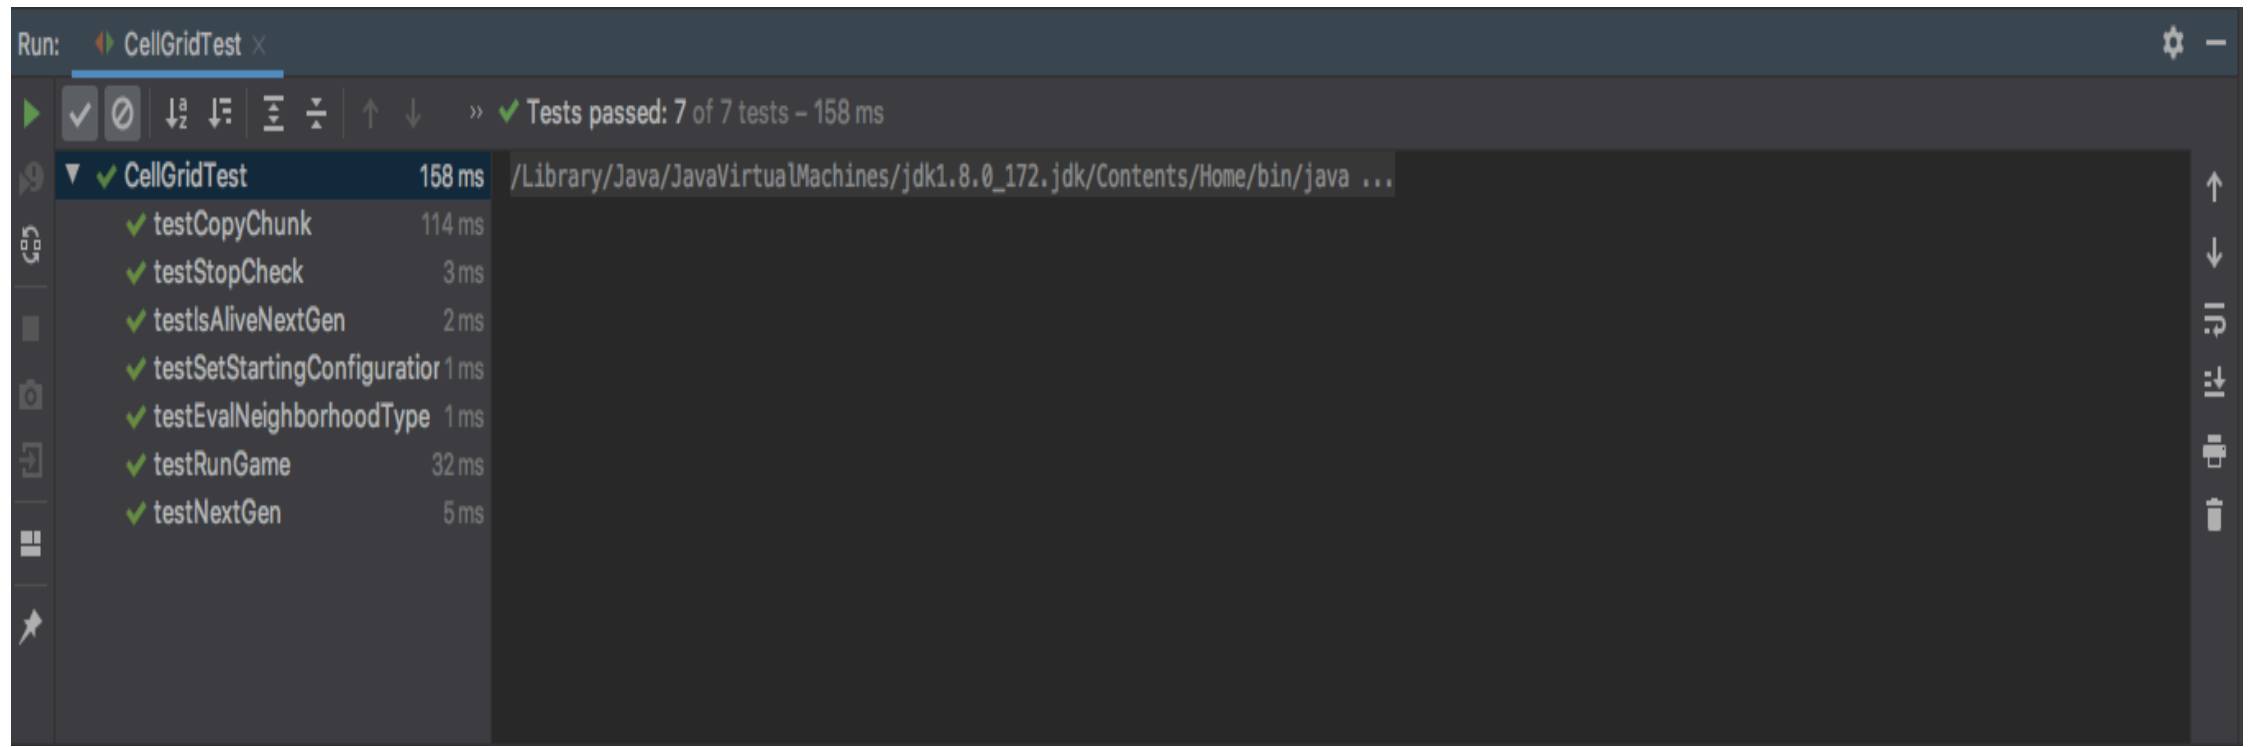 Run: CellGridTest
» Tests passed: 7 of 7 tests – 158 ms
CellGridTest 158 ms /Library/Java/JavaVirtualMachines/jdk1.8.0_172.jdk/Contents/Home/bin/java ...
testCopyChunk 114 ms
testStopCheck 3 ms
testIsAliveNextGen 2 ms
testSetStartingConfiguration 1 ms
testEvalNeighborhoodType 1 ms
testRunGame 32 ms
testNextGen 5 ms